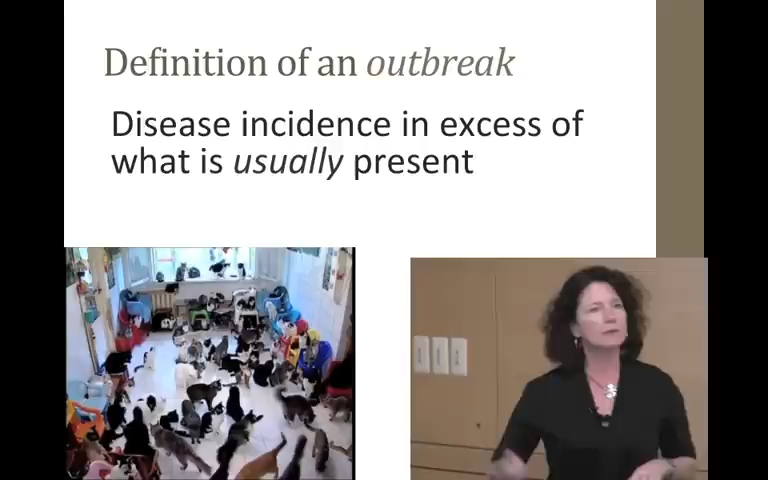 Definition of an outbreak
Disease incidence in excess of
what is usually present